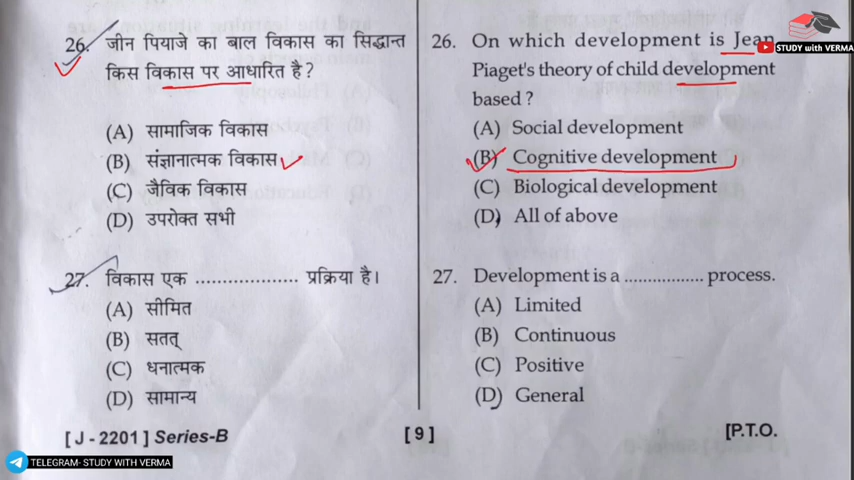 26. जीन पियाजे का बाल विकास का सिद्धान्त
किस विकास पर आधारित है?
(A) सामाजिक विकास
(B) संज्ञानात्मक विकास
(C) जैविक विकास
(D) उपरोक्त सभी
27. विकास एक .................. प्रक्रिया है।
(A) सीमित
(B) सतत्
(C) धनात्मक
(D) सामान्य
26. On which development is Jean
Piaget's theory of child development
based ?
(A) Social development
(B) Cognitive development
(C) Biological development
(D) All of above
27. Development is a ................. process.
(A) Limited
(B) Continuous
(C) Positive
(D) General
[ J - 2201 ] Series-B
[ 9 ]
[P.T.O.
STUDY with VERMA
TELEGRAM- STUDY WITH VERMA